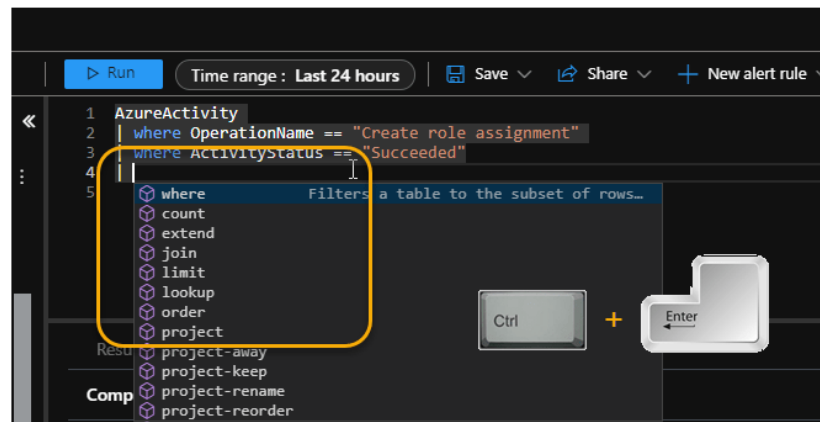 Run
Time range : Last 24 hours
Save
Share
New alert rule
1 AzureActivity
2 | where OperationName == "Create role assignment"
3 | where ActivityStatus == "Succeeded"
4 |
5
where Filters a table to the subset of rows…
count
extend
join
limit
lookup
order
project
project-away
project-keep
project-rename
project-reorder
Resu
Comp
Ctrl + Enter